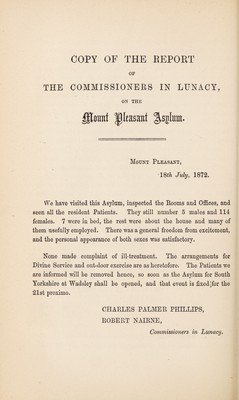 COPY OF THE REPORT
OF
THE COMMISSIONERS IN LUNACY,
ON THE
Mount Pleasant Asylum.
MOUNT PLEASANT,
18th July, 1872.
We have visited this Asylum, inspected the Rooms and Offices, and
seen all the resident Patients. They still number 5 males and 114
females. 7 were in bed, the rest were about the house and many of
them usefully employed. There was a general freedom from excitement,
and the personal appearance of both sexes was satisfactory.
None made complaint of ill-treatment. The arrangements for
Divine Service and out-door exercise are as heretofore. The Patients we
are informed will be removed hence, so soon as the Asylum for South
Yorkshire at Wadsley shall be opened, and that event is fixed for the
21st proximo.
CHARLES PALMER PHILLIPS,
ROBERT NAIRNE,
Commissioners in Lunacy.